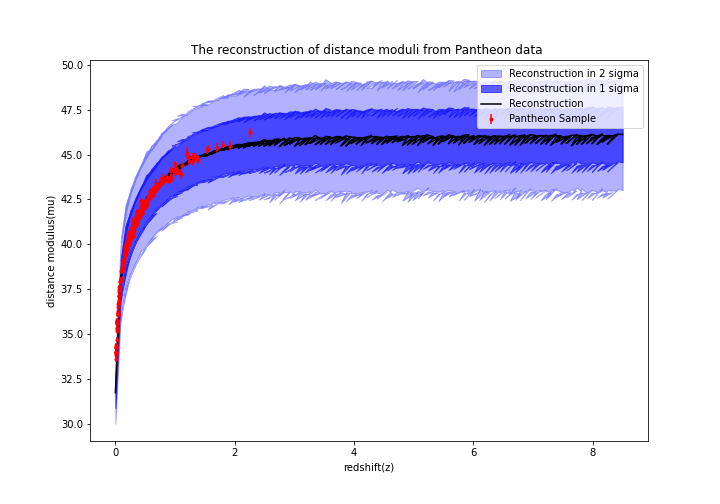 The reconstruction of distance moduli from Pantheon data
50.0
47.5
45.0
42.5
40.0
37.5
35.0
32.5
30.0
distance modulus(mu)
Reconstruction in 2 sigma
Reconstruction in 1 sigma
Reconstruction
Pantheon Sample
0 2 4 6 8
redshift(z)